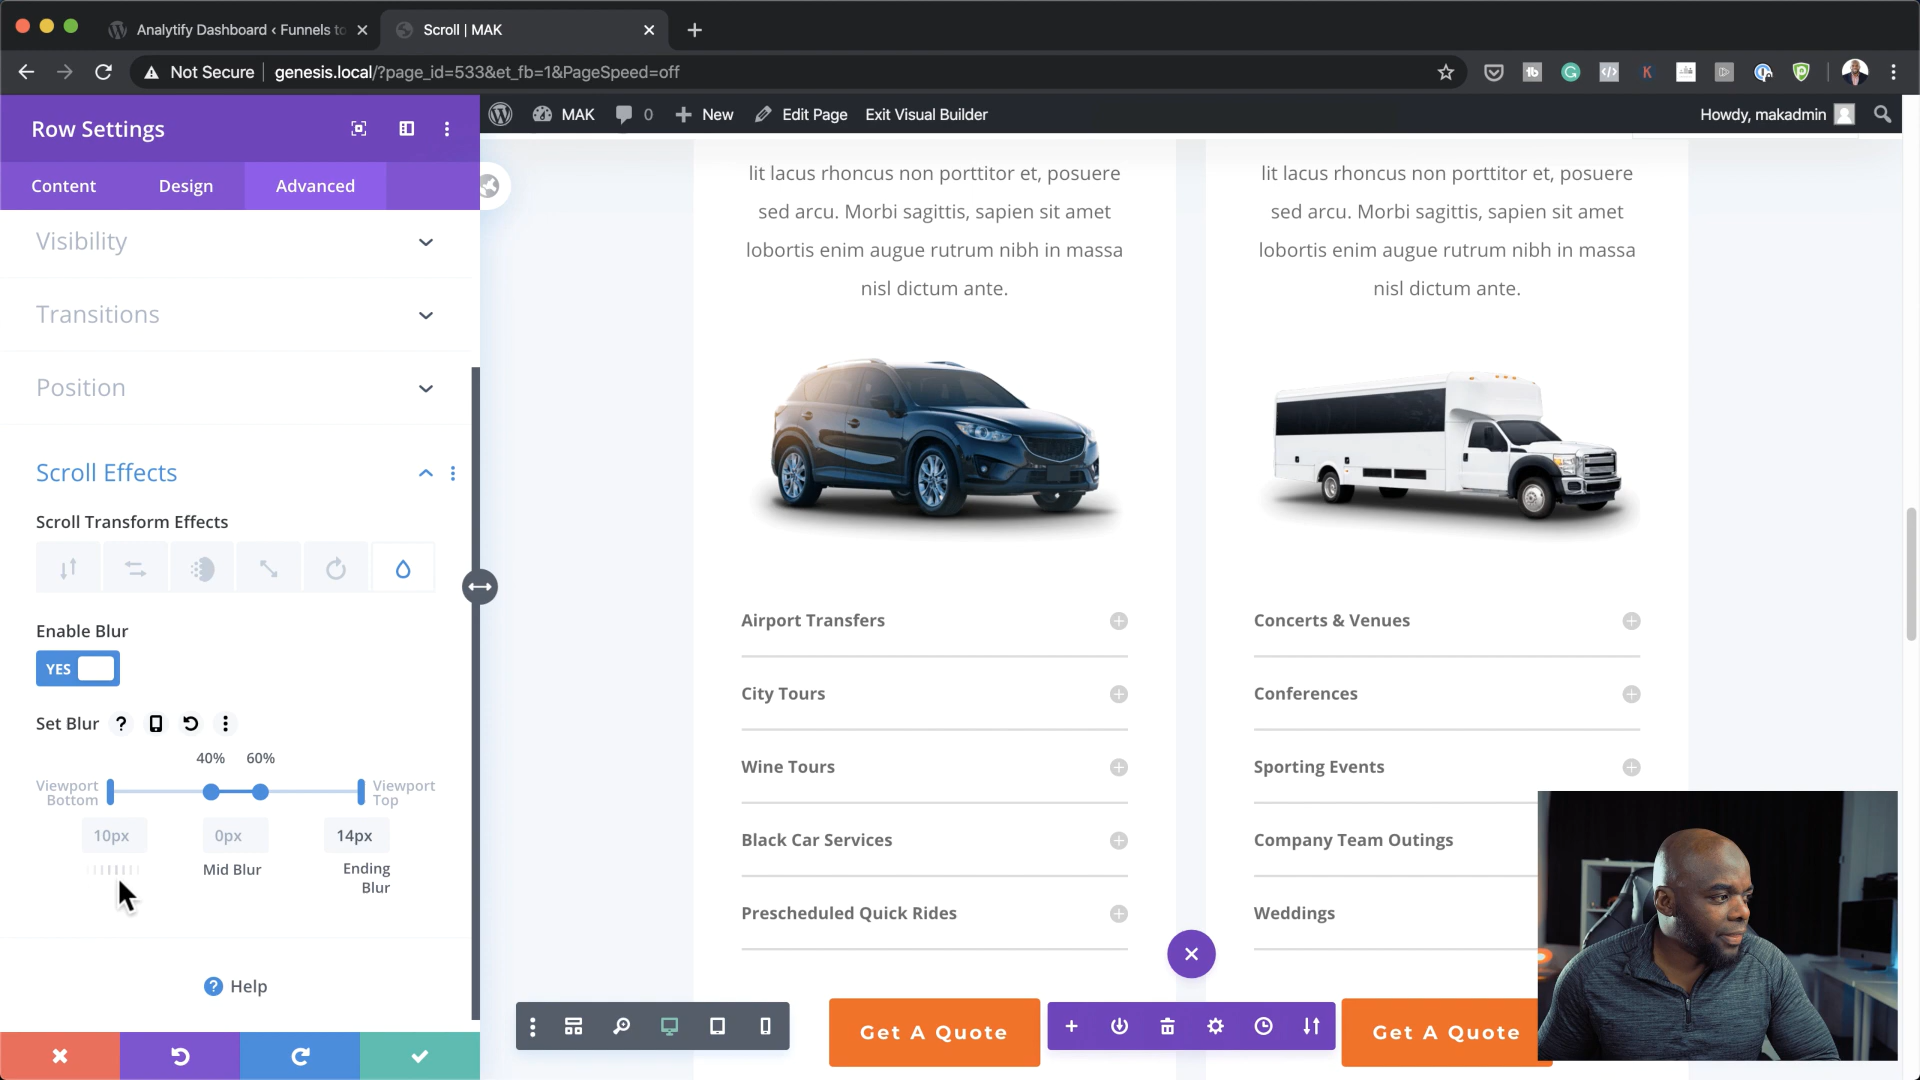 Analytify Dashboard ‹ Funnels to
Scroll | MAK
Not Secure
genesis.local/?page_id=533&et_fb=1&PageSpeed=off
MAK
0
New
Edit Page
Exit Visual Builder
Howdy, makadmin
Row Settings
Content
Design
Advanced
Visibility
Transitions
Position
Scroll Effects
Scroll Transform Effects
Enable Blur
YES
Set Blur
40%
60%
Viewport
Bottom
Viewport
Top
10px
0px
14px
Mid Blur
Ending
Blur
Help
lit lacus rhoncus non porttitor et, posuere
sed arcu. Morbi sagittis, sapien sit amet
lobortis enim augue rutrum nibh in massa
nisl dictum ante.
Airport Transfers
City Tours
Wine Tours
Black Car Services
Prescheduled Quick Rides
Get A Quote
lit lacus rhoncus non porttitor et, posuere
sed arcu. Morbi sagittis, sapien sit amet
lobortis enim augue rutrum nibh in massa
nisl dictum ante.
Concerts & Venues
Conferences
Sporting Events
Company Team Outings
Weddings
Get A Quote